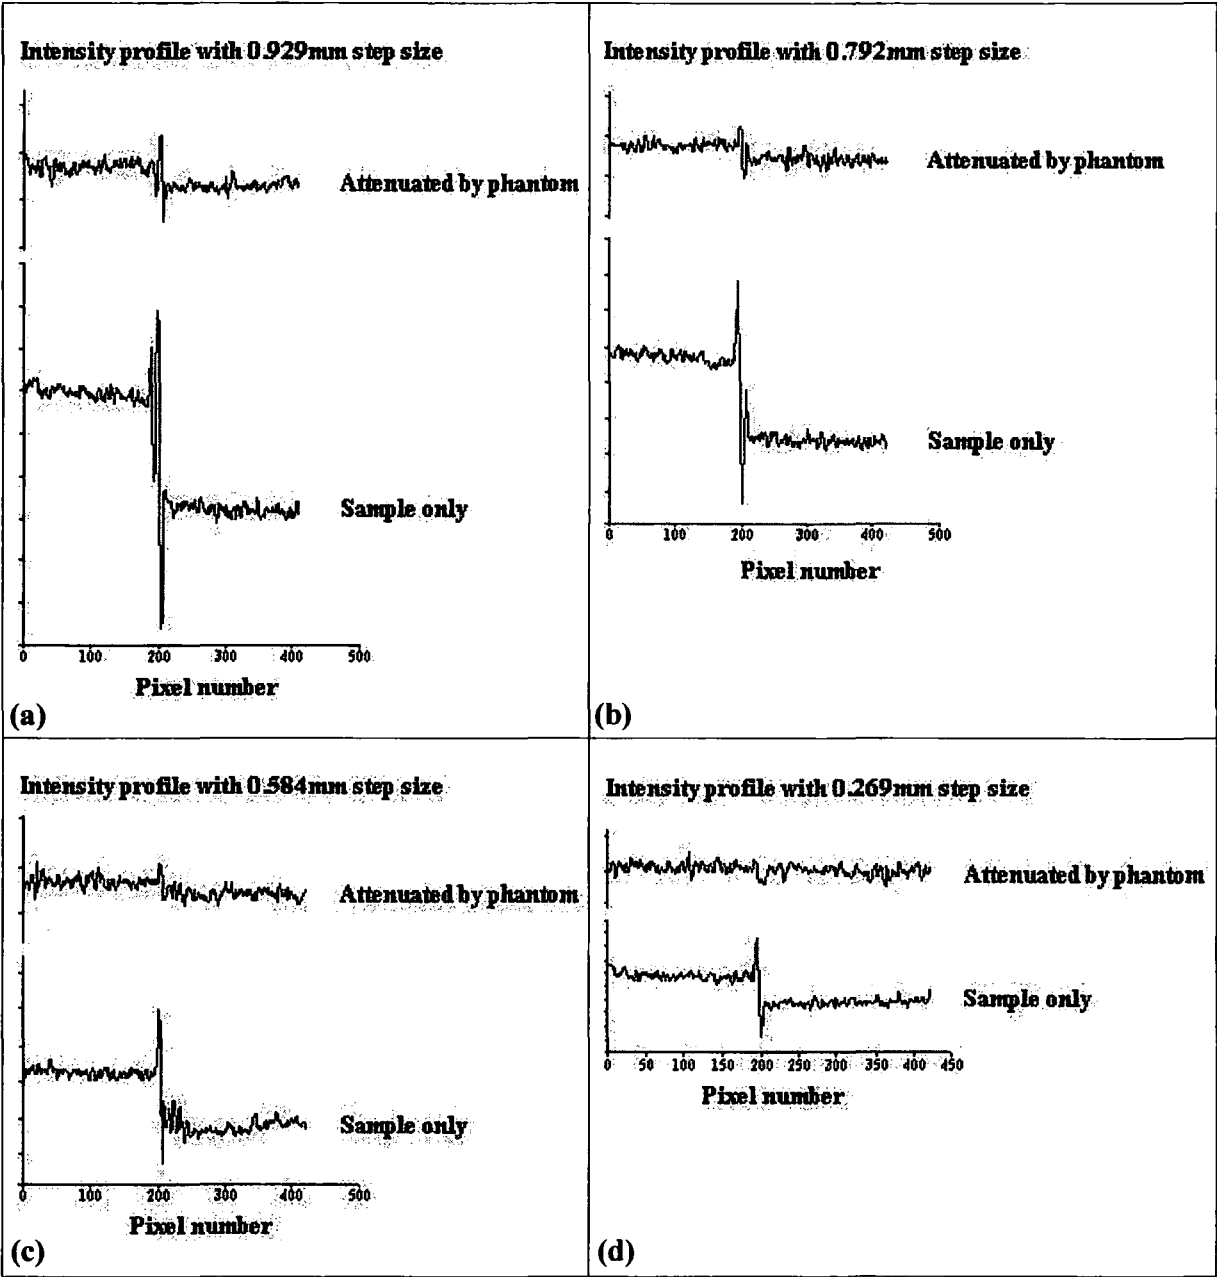 Intensity profile with 0.929mm step size
Attenuated by phantom
Sample only
0 100 200 300 400 500
Pixel number
(a)
Intensity profile with 0.792mm step size
Attenuated by phantom
Sample only
0 100 200 300 400 500
Pixel number
(b)
Intensity profile with 0.584mm step size
Attenuated by phantom
Sample only
0 100 200 300 400 500
Pixel number
(c)
Intensity profile with 0.269mm step size
Attenuated by phantom
Sample only
0 50 100 150 200 250 300 350 400 450
Pixel number
(d)